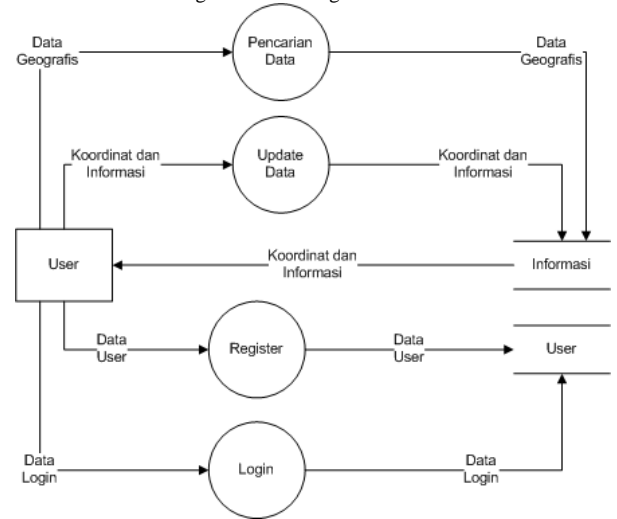 Data
Geografis
Pencarian
Data
Data
Geografis
Koordinat dan
Informasi
Update
Data
Koordinat dan
Informasi
User
Koordinat dan
Informasi
Informasi
Data
User
Register
Data
User
User
Data
Login
Login
Data
Login